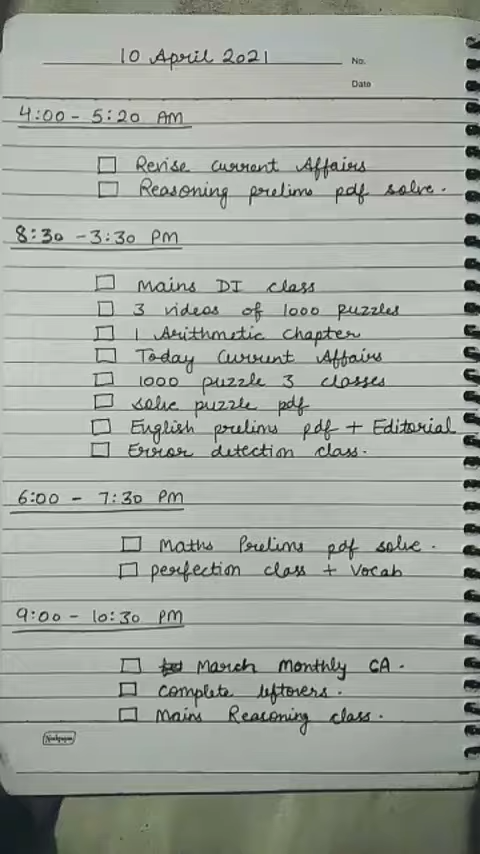 10 April 2021
No.
Date
4:00 - 5:20 AM
Revise current Affairs
Reasoning prelims pdf solve.
8:30 - 3:30 PM
Mains DI class
3 videos of 1000 puzzles
1 Arithmetic chapter
Today Current Affairs
1000 puzzle 3 classes
solve puzzle pdf
English prelims pdf + Editorial
Error detection class.
6:00 - 7:30 PM
Maths Prelims pdf solve.
perfection class + Vocab
9:00 - 10:30 PM
March monthly CA.
complete leftovers.
Mains Reasoning class.